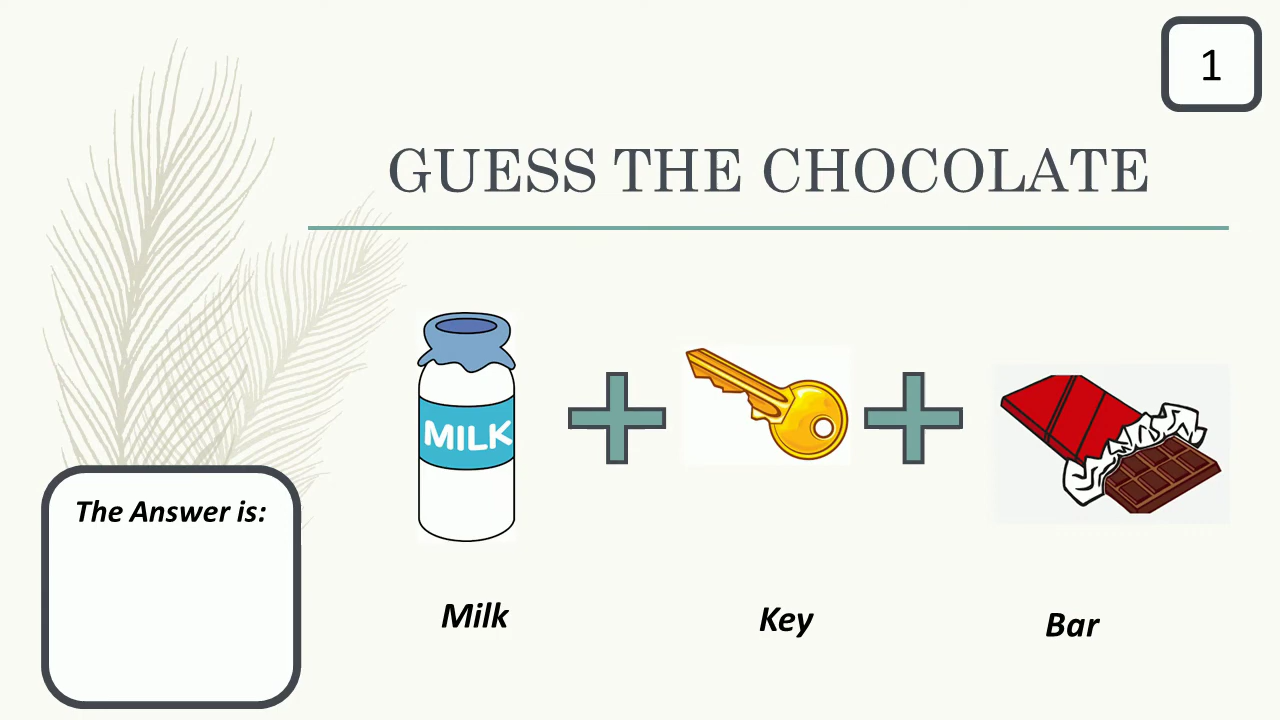 1
GUESS THE CHOCOLATE
MILK
The Answer is:
Milk
Key
Bar